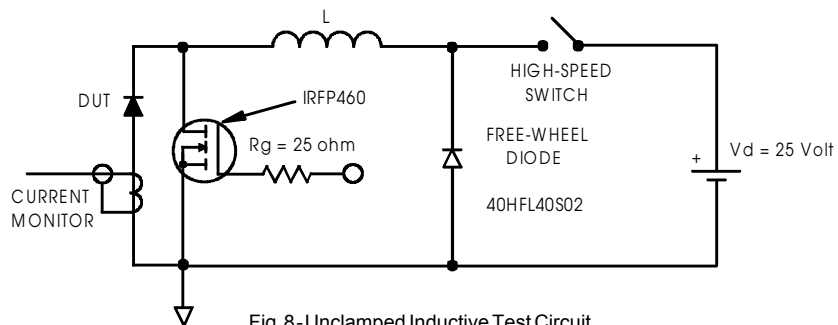 L
HIGH-SPEED
SWITCH
DUT
IRFP460
Rg = 25 ohm
FREE-WHEEL
DIODE
+
Vd = 25 Volt
40HFL40S02
CURRENT
MONITOR
Fig. 8 - Unclamped Inductive Test Circuit